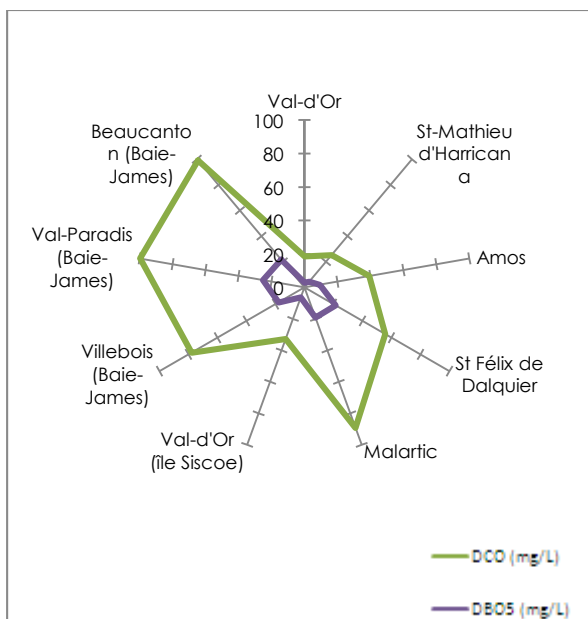 Val-d'Or
100
80
60
40
20
0
St-Mathieu
d'Harrican
a
Amos
St Félix de
Dalquier
Malartic
Val-d'Or
(île Siscoe)
Villebois
(Baie-
James)
Val-Paradis
(Baie-
James)
Beaucanto
n (Baie-
James)
DCO (mg/L)
DBO5 (mg/L)